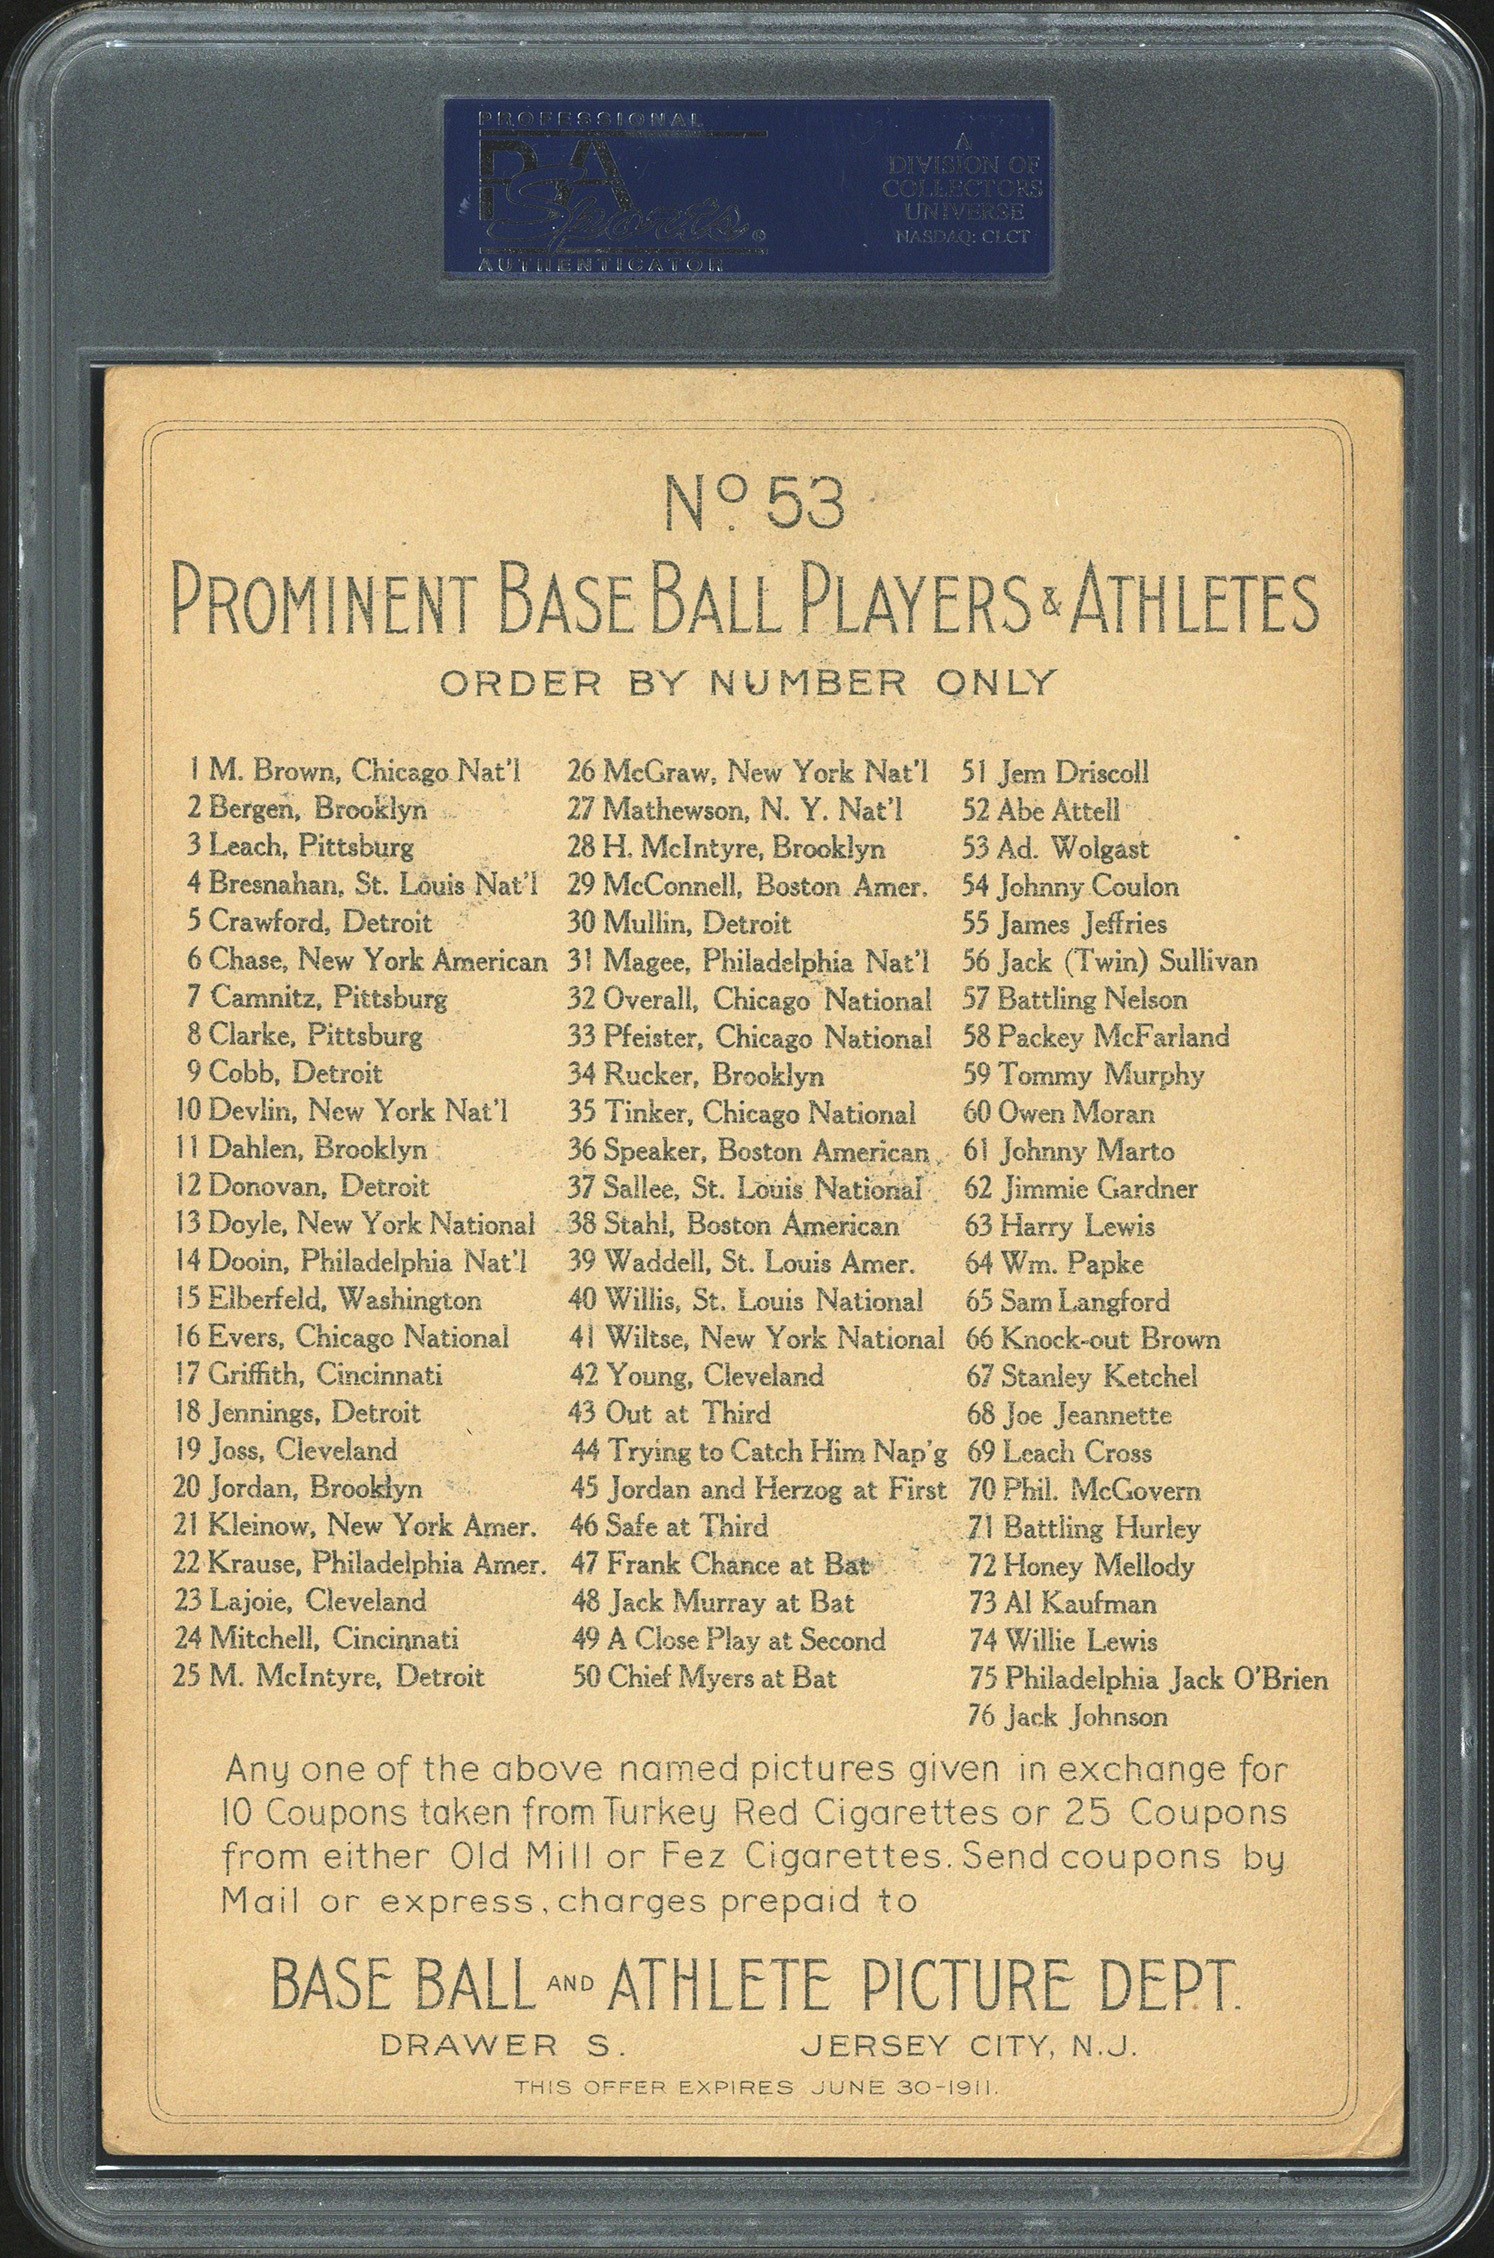 PROFESSIONAL
PSA
Sports®
AUTHENTICATOR
A
DIVISION OF
COLLECTORS
UNIVERSE
NASDAQ: CLCT
No. 53
PROMINENT BASE BALL PLAYERS & ATHLETES
ORDER BY NUMBER ONLY
1 M. Brown, Chicago Nat'l
2 Bergen, Brooklyn
3 Leach, Pittsburg
4 Bresnahan, St. Louis Nat'l
5 Crawford, Detroit
6 Chase, New York American
7 Camnitz, Pittsburg
8 Clarke, Pittsburg
9 Cobb, Detroit
10 Devlin, New York Nat'l
11 Dahlen, Brooklyn
12 Donovan, Detroit
13 Doyle, New York National
14 Dooin, Philadelphia Nat'l
15 Elberfeld, Washington
16 Evers, Chicago National
17 Griffith, Cincinnati
18 Jennings, Detroit
19 Joss, Cleveland
20 Jordan, Brooklyn
21 Kleinow, New York Amer.
22 Krause, Philadelphia Amer.
23 Lajoie, Cleveland
24 Mitchell, Cincinnati
25 M. McIntyre, Detroit
26 McGraw, New York Nat'l
27 Mathewson, N. Y. Nat'l
28 H. McIntyre, Brooklyn
29 McConnell, Boston Amer.
30 Mullin, Detroit
31 Magee, Philadelphia Nat'l
32 Overall, Chicago National
33 Pfeister, Chicago National
34 Rucker, Brooklyn
35 Tinker, Chicago National
36 Speaker, Boston American
37 Sallee, St. Louis National
38 Stahl, Boston American
39 Waddell, St. Louis Amer.
40 Willis, St. Louis National
41 Wiltse, New York National
42 Young, Cleveland
43 Out at Third
44 Trying to Catch Him Nap'g
45 Jordan and Herzog at First
46 Safe at Third
47 Frank Chance at Bat
48 Jack Murray at Bat
49 A Close Play at Second
50 Chief Myers at Bat
51 Jem Driscoll
52 Abe Attell
53 Ad. Wolgast
54 Johnny Coulon
55 James Jeffries
56 Jack (Twin) Sullivan
57 Battling Nelson
58 Packey McFarland
59 Tommy Murphy
60 Owen Moran
61 Johnny Marto
62 Jimmie Gardner
63 Harry Lewis
64 Wm. Papke
65 Sam Langford
66 Knock-out Brown
67 Stanley Ketchel
68 Joe Jeannette
69 Leach Cross
70 Phil. McGovern
71 Battling Hurley
72 Honey Mellody
73 Al Kaufman
74 Willie Lewis
75 Philadelphia Jack O'Brien
76 Jack Johnson
Any one of the above named pictures given in exchange for
10 Coupons taken from Turkey Red Cigarettes or 25 Coupons
from either Old Mill or Fez Cigarettes. Send coupons by
Mail or express, charges prepaid to
BASE BALL AND ATHLETE PICTURE DEPT.
DRAWER S. JERSEY CITY, N.J.
THIS OFFER EXPIRES JUNE 30-1911.